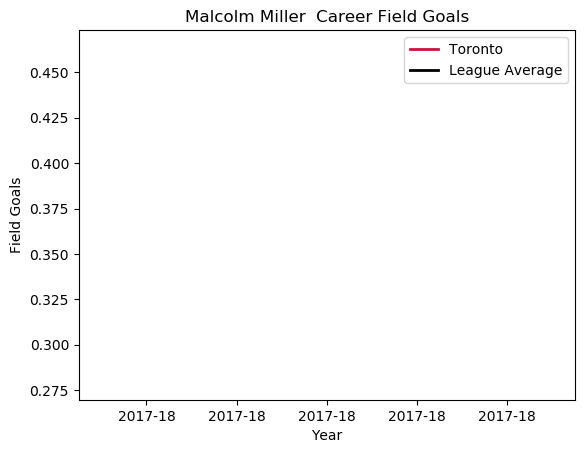 Malcolm Miller  Career Field Goals
Toronto
League Average
0.450
0.425
0.400
0.375
0.350
0.325
0.300
0.275
Field Goals
2017-18 2017-18 2017-18 2017-18 2017-18
Year